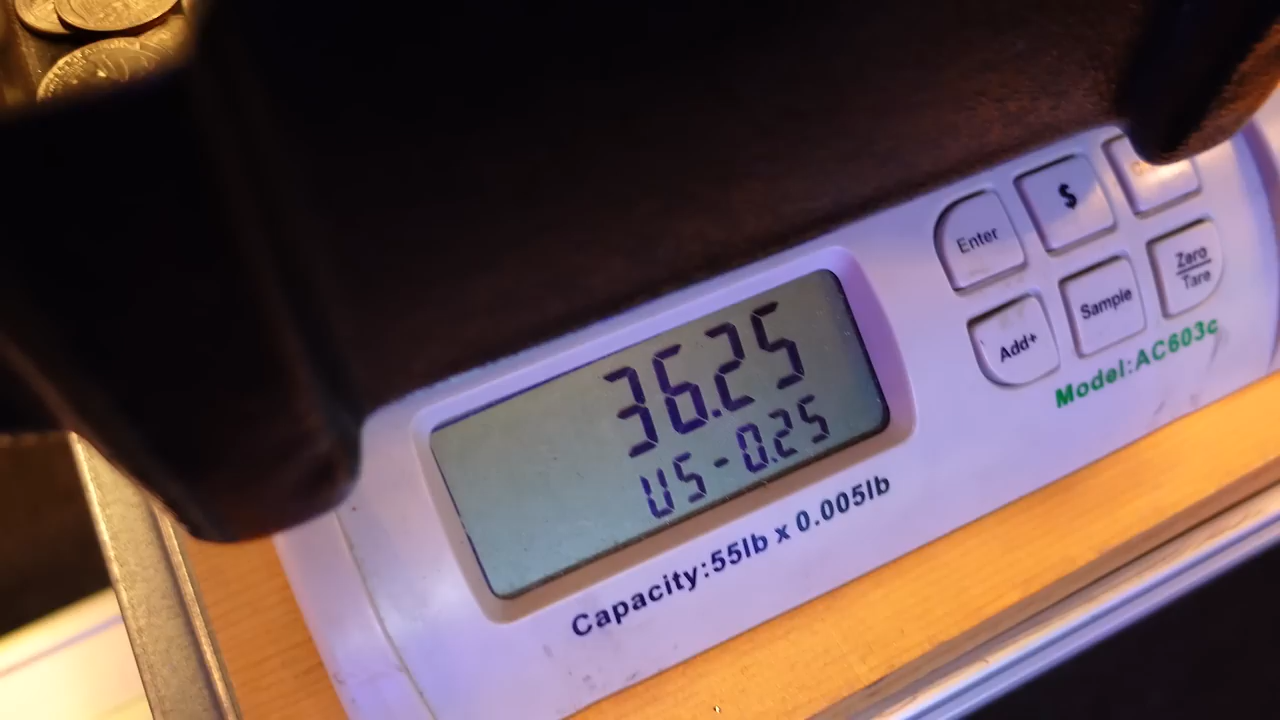 36.25
US-0.25
Capacity:55lb x 0.005lb
Enter
$
Add+
Sample
Zero
Tare
Model:AC603c